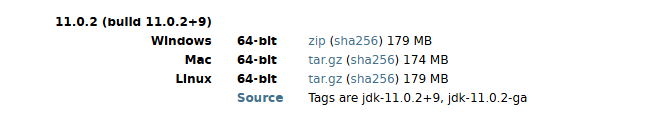 11.0.2 (build 11.0.2+9)
Windows 64-bit zip (sha256) 179 MB
Mac 64-bit tar.gz (sha256) 174 MB
Linux 64-bit tar.gz (sha256) 179 MB
Source Tags are jdk-11.0.2+9, jdk-11.0.2-ga